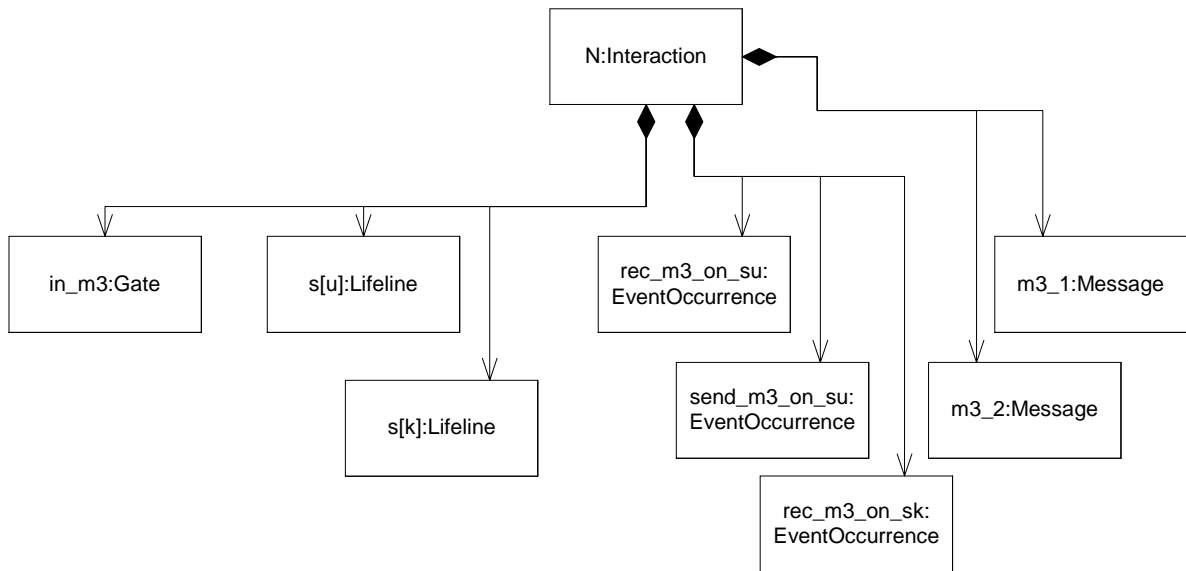 N:Interaction
in_m3:Gate
s[u]:Lifeline
rec_m3_on_su:
EventOccurrence
m3_1:Message
s[k]:Lifeline
send_m3_on_su:
EventOccurrence
m3_2:Message
rec_m3_on_sk:
EventOccurrence